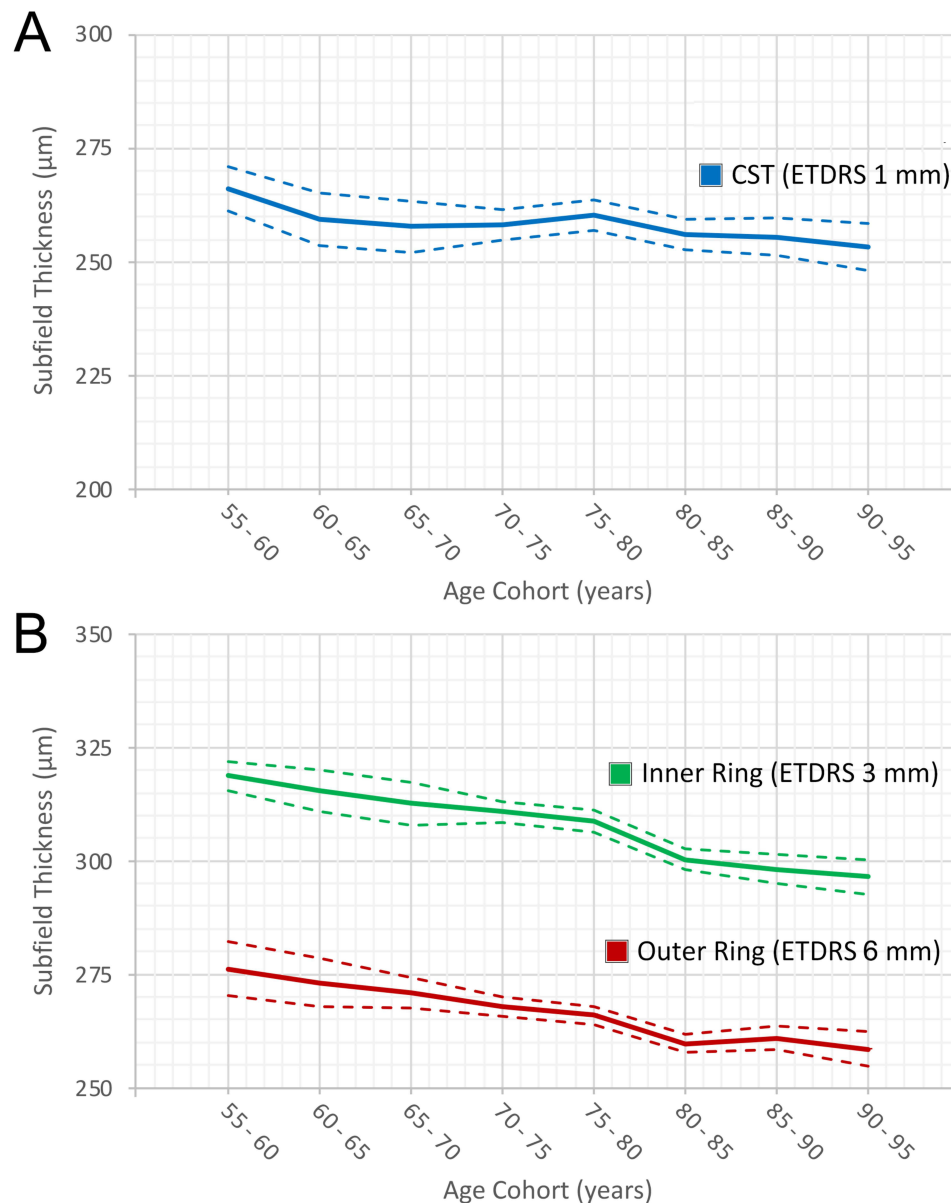 A
300
275
250
225
200
Subfield Thickness (µm)
CST (ETDRS 1 mm)
55 - 60
60 - 65
65 - 70
70 - 75
75 - 80
80 - 85
85 - 90
90 - 95
Age Cohort (years)
B
350
325
300
275
250
Subfield Thickness (µm)
Inner Ring (ETDRS 3 mm)
Outer Ring (ETDRS 6 mm)
55 - 60
60 - 65
65 - 70
70 - 75
75 - 80
80 - 85
85 - 90
90 - 95
Age Cohort (years)